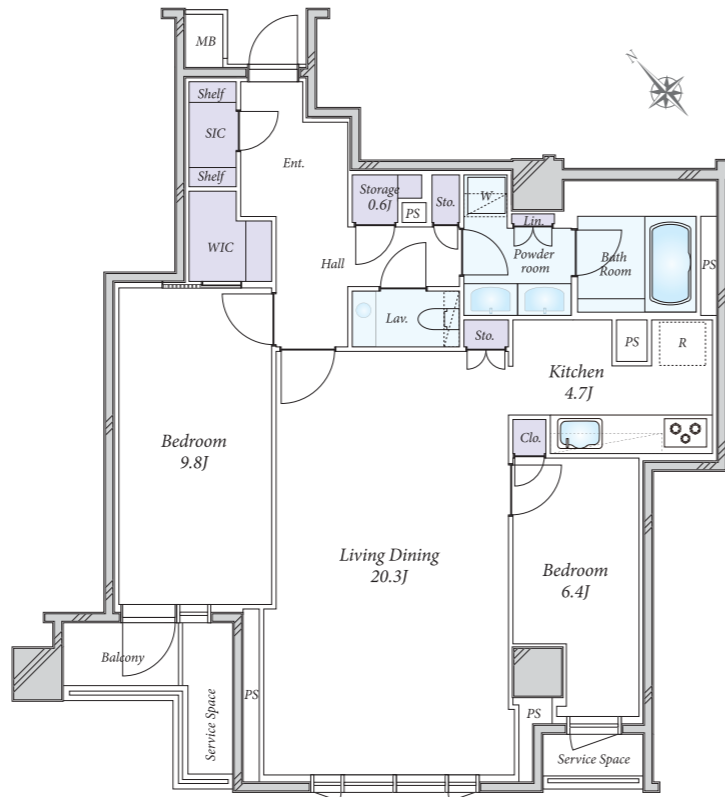 MB
N
Shelf
SIC
Shelf
Ent.
WIC
Storage
0.6J
PS
Sto.
W
Lin.
Powder
room
Bath
Room
PS
Hall
Lav.
Sto.
Kitchen
4.7J
PS
R
Clo.
Bedroom
9.8J
Living Dining
20.3J
Bedroom
6.4J
Balcony
Service Space
PS
PS
Service Space